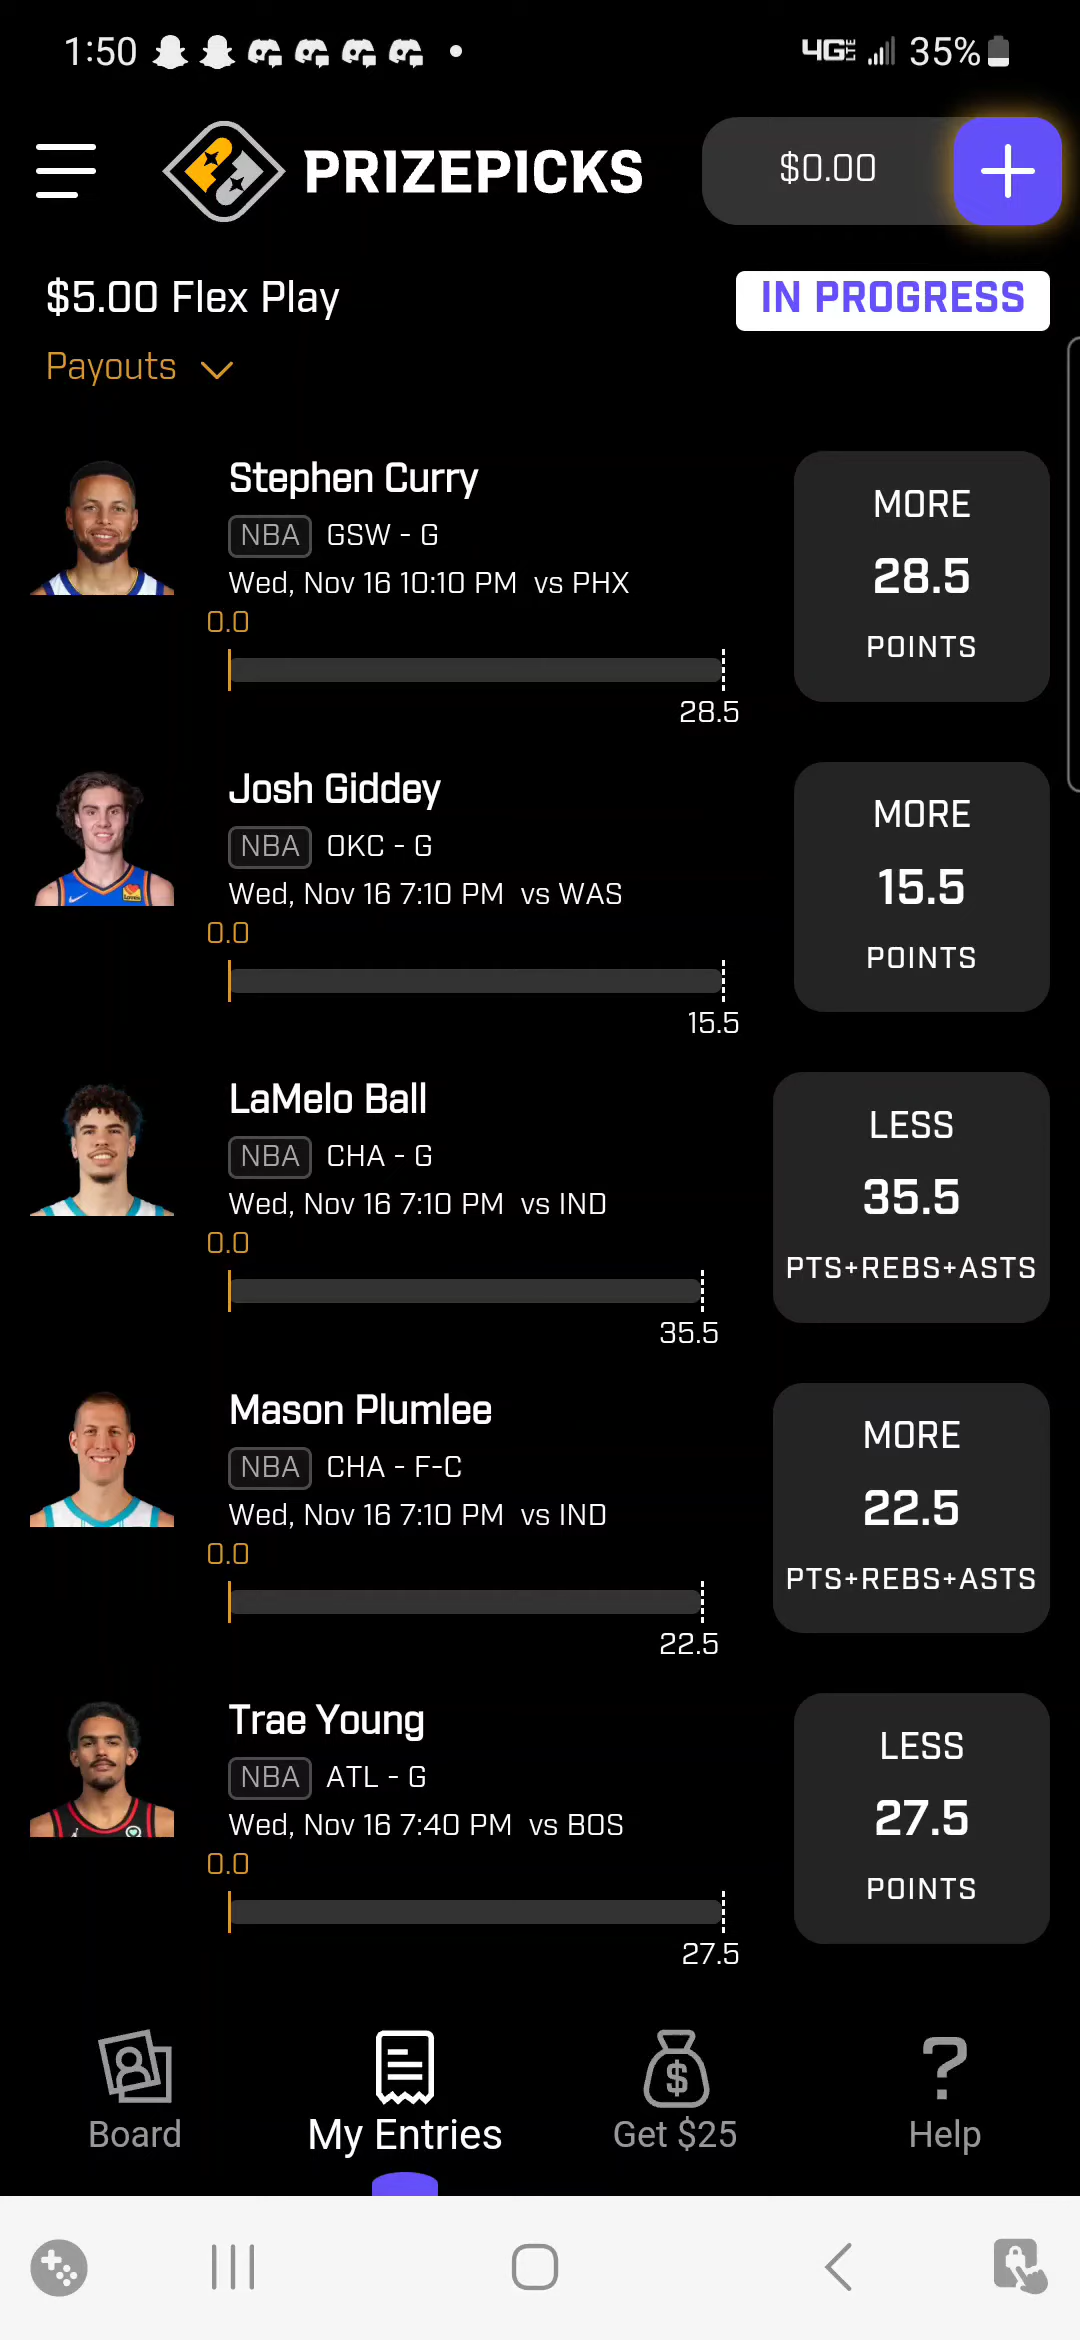 1:50
4G LTE 35%
PRIZEPICKS
$0.00
$5.00 Flex Play
IN PROGRESS
Payouts
Stephen Curry
NBA GSW - G
Wed, Nov 16 10:10 PM vs PHX
0.0
28.5
MORE
28.5
POINTS
Josh Giddey
NBA OKC - G
Wed, Nov 16 7:10 PM vs WAS
0.0
15.5
MORE
15.5
POINTS
LaMelo Ball
NBA CHA - G
Wed, Nov 16 7:10 PM vs IND
0.0
35.5
LESS
35.5
PTS+REBS+ASTS
Mason Plumlee
NBA CHA - F-C
Wed, Nov 16 7:10 PM vs IND
0.0
22.5
MORE
22.5
PTS+REBS+ASTS
Trae Young
NBA ATL - G
Wed, Nov 16 7:40 PM vs BOS
0.0
27.5
LESS
27.5
POINTS
Board
My Entries
Get $25
Help